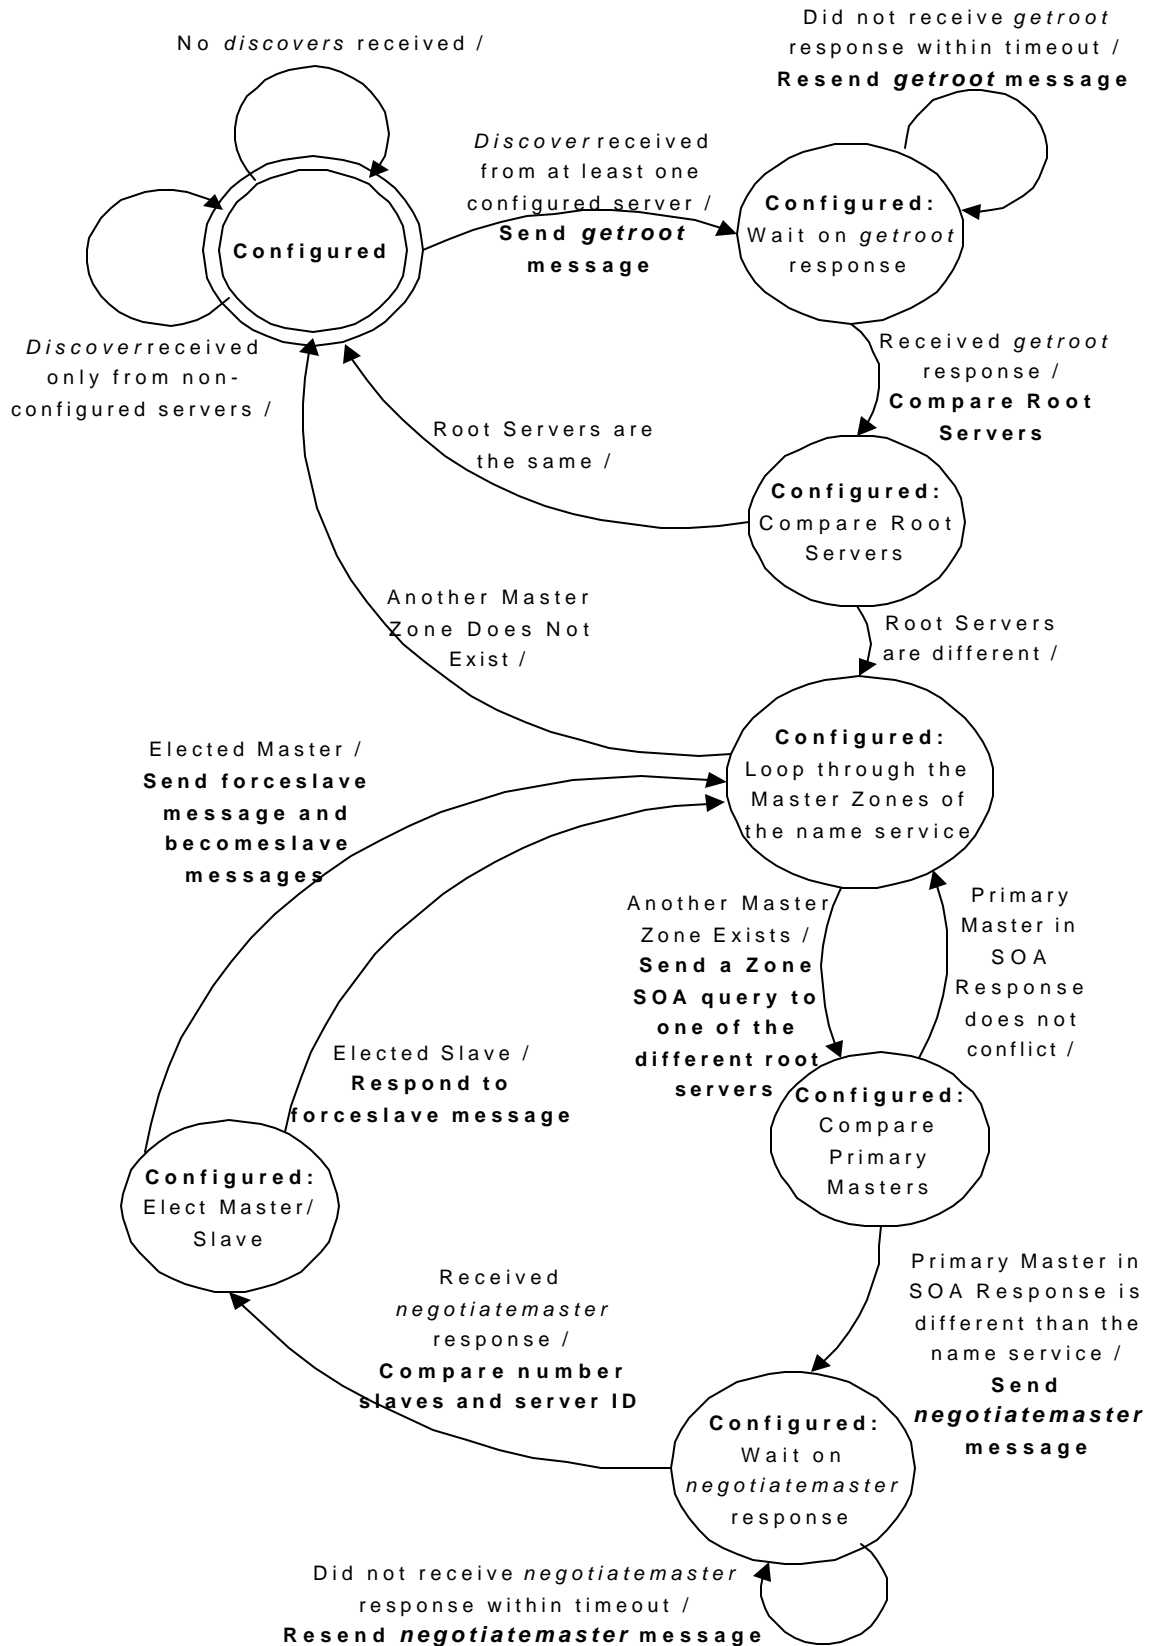 No discovers received /
Did not receive getroot
response within timeout /
Resend getroot message
Discover received
from at least one
configured server /
Send getroot
message
Configured
Configured:
Wait on getroot
response
Discover received
only from non-
configured servers /
Received getroot
response /
Compare Root
Servers
Root Servers are
the same /
Configured:
Compare Root
Servers
Another Master
Zone Does Not
Exist /
Root Servers
are different /
Configured:
Loop through the
Master Zones of
the name service
Elected Master /
Send forceslave
message and
becomeslave
messages
Another Master
Zone Exists /
Send a Zone
SOA query to
one of the
different root
servers
Primary
Master in
SOA
Response
does not
conflict /
Elected Slave /
Respond to
forceslave message
Configured:
Compare
Primary
Masters
Configured:
Elect Master/
Slave
Primary Master in
SOA Response is
different than the
name service /
Send
negotiatemaster
message
Received
negotiatemaster
response /
Compare number
slaves and server ID
Configured:
Wait on
negotiatemaster
response
Did not receive negotiatemaster
response within timeout /
Resend negotiatemaster message